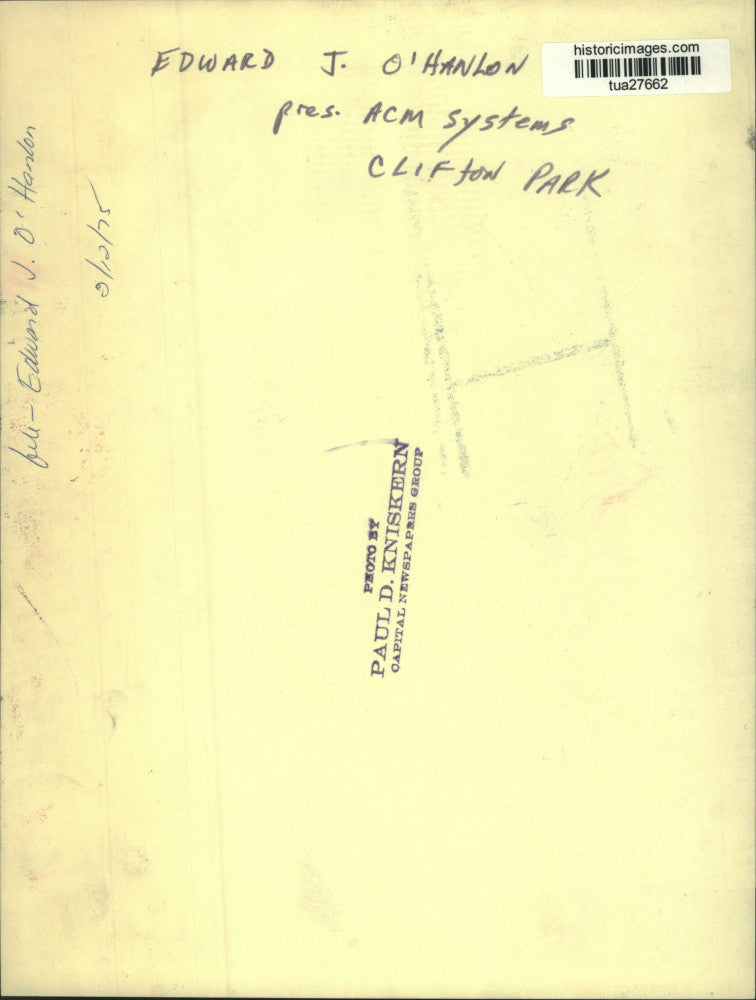 EDWARD J. O'HANLON
pres. ACM systems
CLIFTON PARK
historicimages.com
tua27662
file - Edward J. O'Hanlon
PHOTO BY
PAUL D. KNISKERN
CAPITAL NEWSPAPERS GROUP